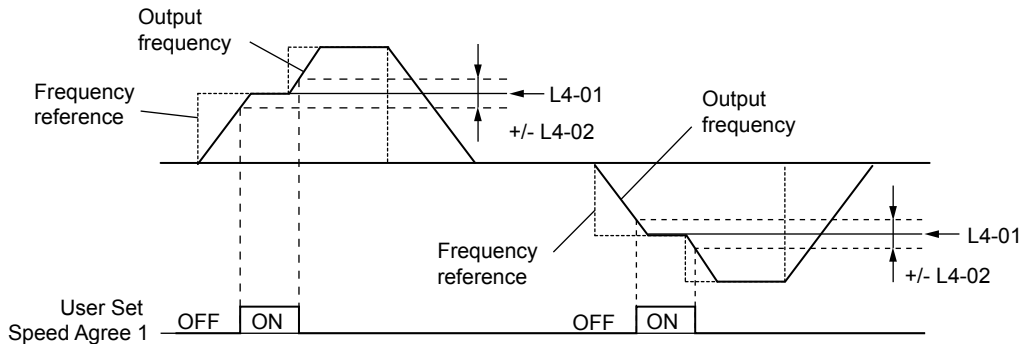 Output
frequency
Frequency
reference
L4-01
+/- L4-02
Output
frequency
Frequency
reference
L4-01
+/- L4-02
User Set
Speed Agree 1
OFF
ON
OFF
ON